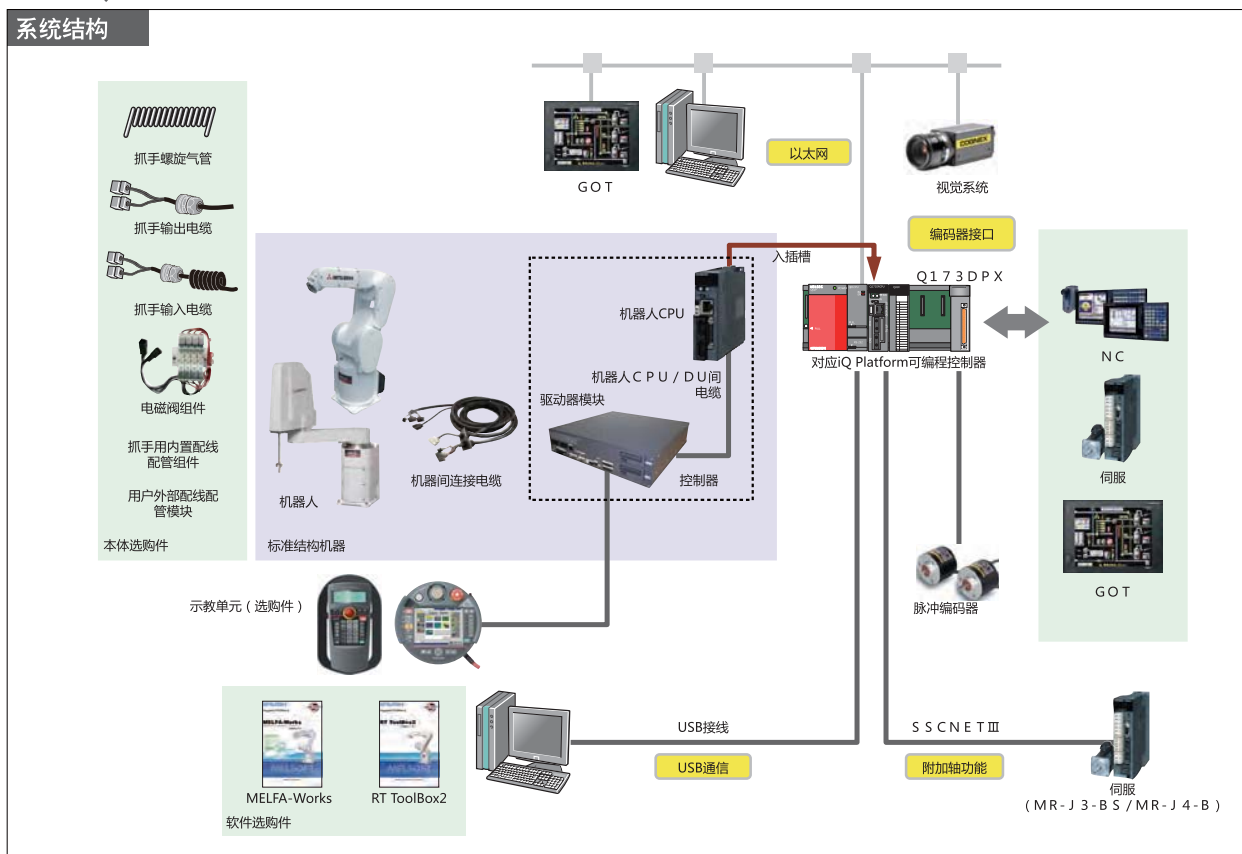 系统结构
抓手螺旋气管
抓手输出电缆
抓手输入电缆
电磁阀组件
抓手用内置配线
配管组件
用户外部配线配
管模块
本体选购件
GOT
以太网
COGNEX
视觉系统
编码器接口
入插槽
Q173DPX
机器人CPU
对应iQ Platform可编程控制器
机器人CPU/DU间
电缆
驱动器模块
控制器
机器间连接电缆
机器人
标准结构机器
NC
伺服
GOT
脉冲编码器
示教单元（选购件）
MELFA-Works
RT ToolBox2
MELFA-Works
RT ToolBox2
软件选购件
USB接线
USB通信
SSCNETⅢ
附加轴功能
伺服
(MR-J3-BS/MR-J4-B)